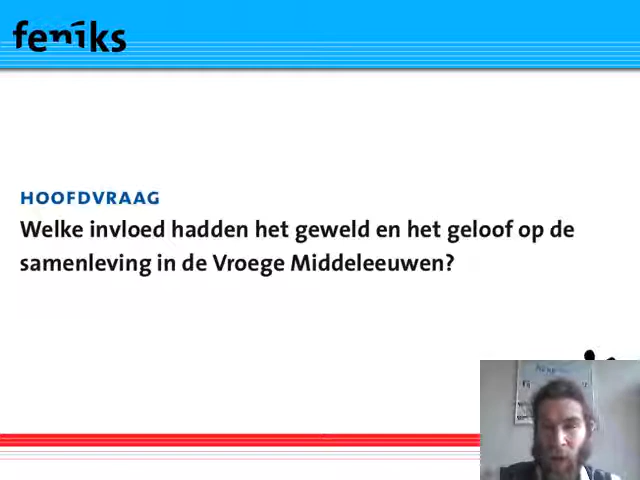 feniks
HOOFDVRAAG
Welke invloed hadden het geweld en het geloof op de
samenleving in de Vroege Middeleeuwen?